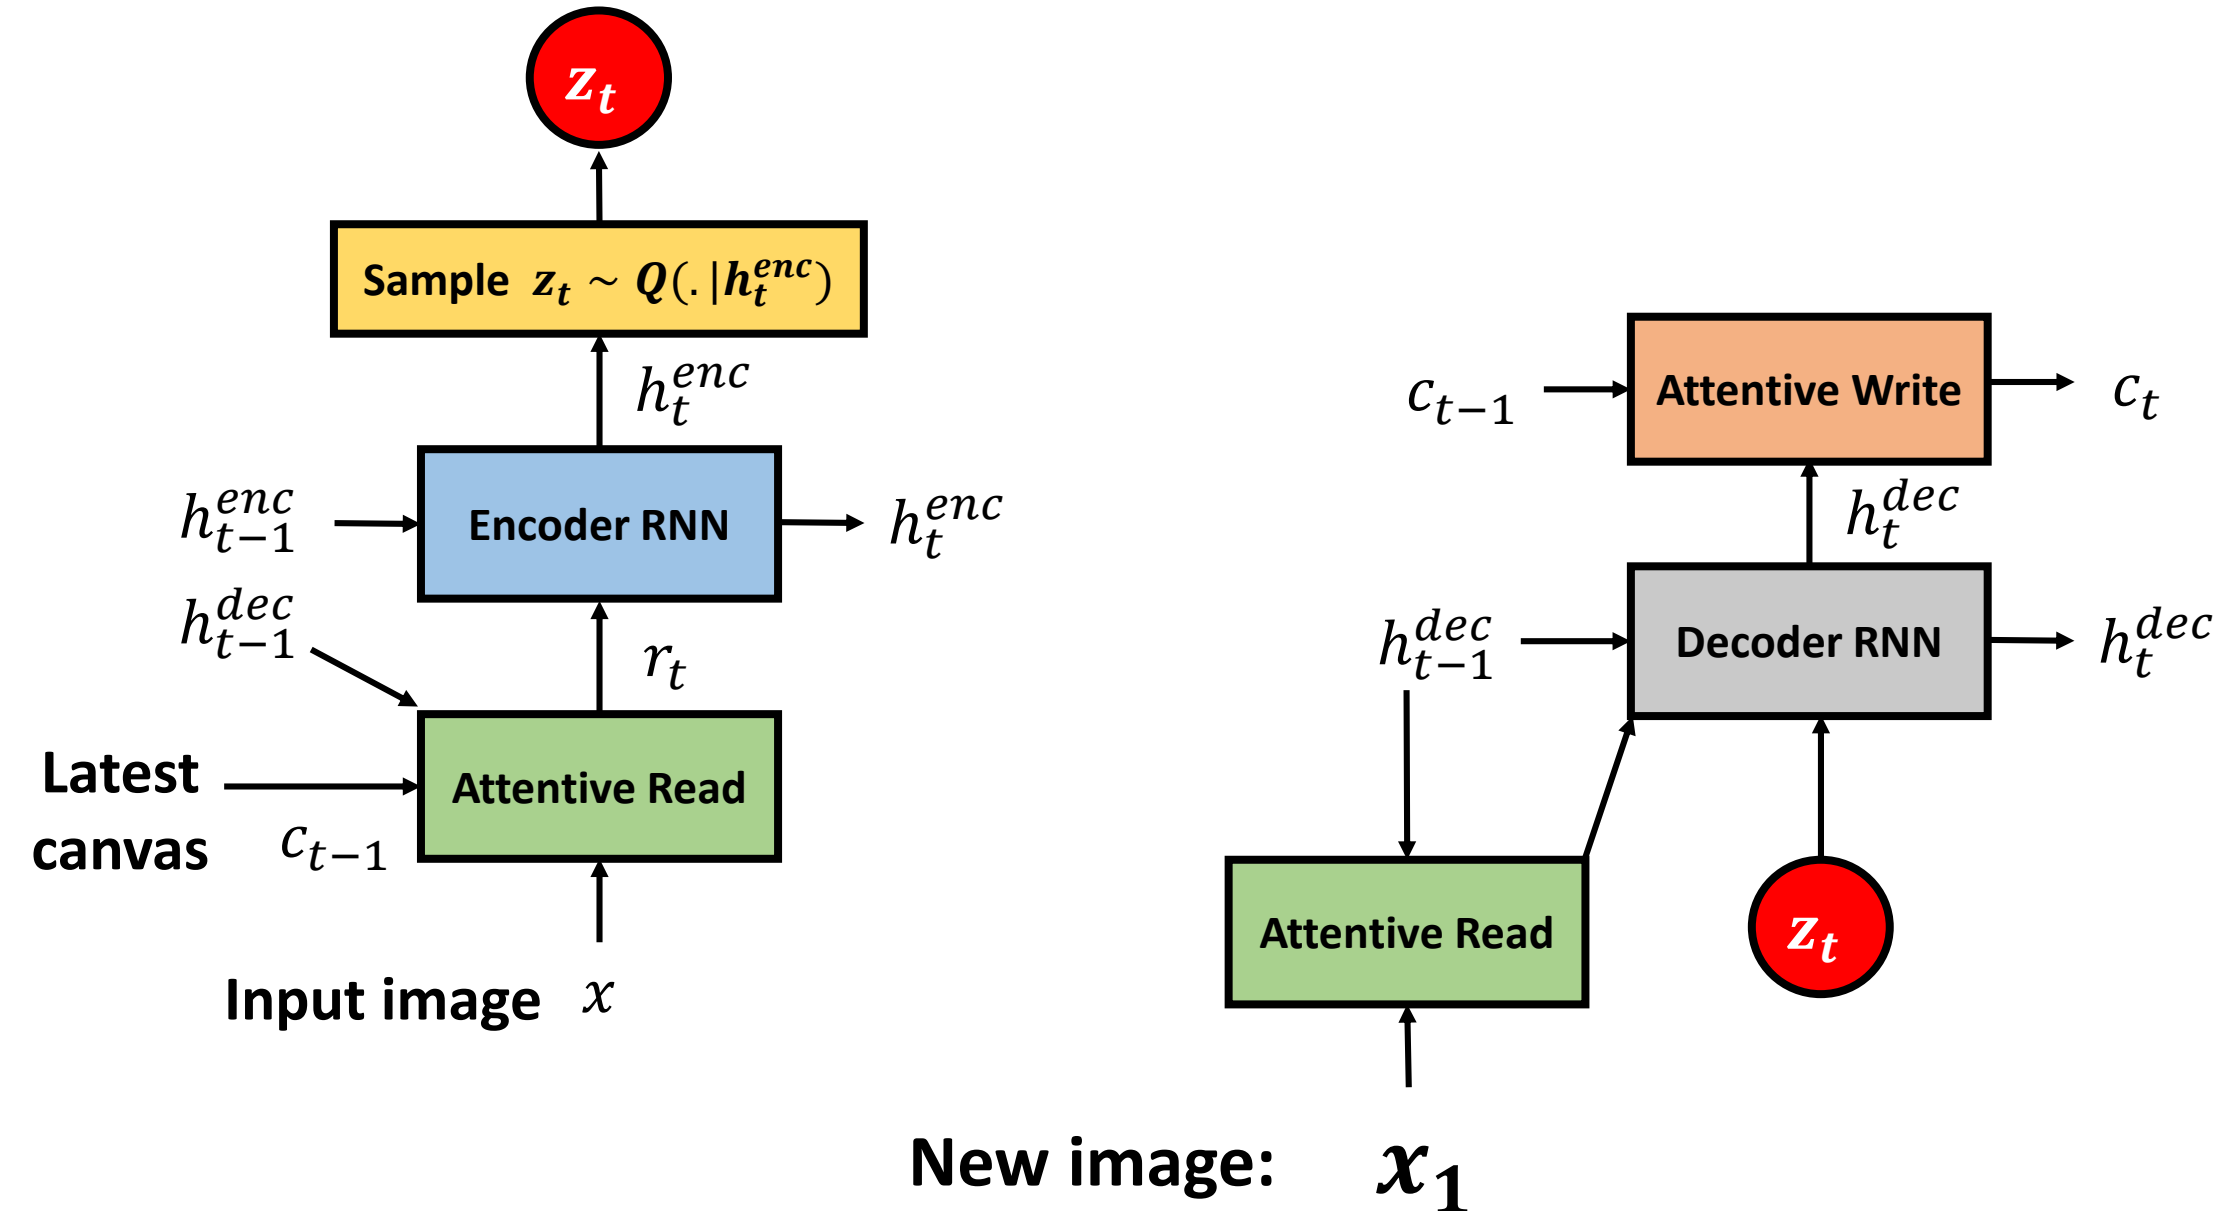 z_t
Sample z_t ~ Q(.|h_t^{enc})
h_t^{enc}
h_{t-1}^{enc}
Encoder RNN
h_t^{enc}
h_{t-1}^{dec}
r_t
Latest
canvas
c_{t-1}
Attentive Read
Input image x
c_{t-1}
Attentive Write
c_t
h_t^{dec}
h_{t-1}^{dec}
Decoder RNN
h_t^{dec}
Attentive Read
z_t
New image: x_1